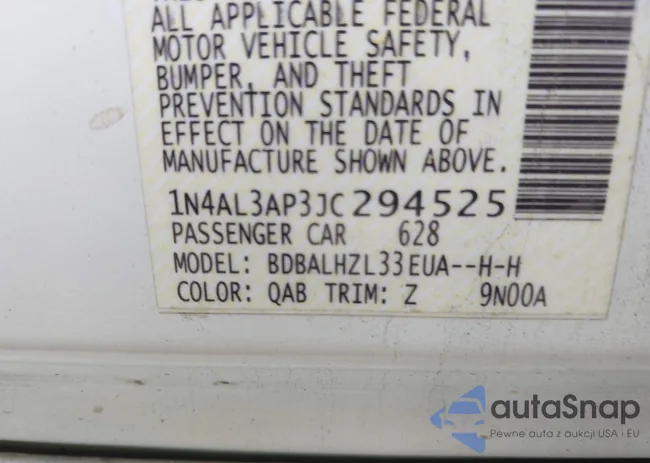 ALL APPLICABLE FEDERAL
MOTOR VEHICLE SAFETY,
BUMPER, AND THEFT
PREVENTION STANDARDS IN
EFFECT ON THE DATE OF
MANUFACTURE SHOWN ABOVE.
1N4AL3AP3JC294525
PASSENGER CAR 628
MODEL: BDBALHZL33EUA--H-H
COLOR: QAB TRIM: Z 9N00A
autaSnap
Pewne auta z aukcji USA i EU